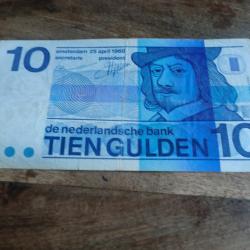 10
amsterdam 25 april 1968
secretaris president
de nederlandsche bank
TIEN GULDEN 10